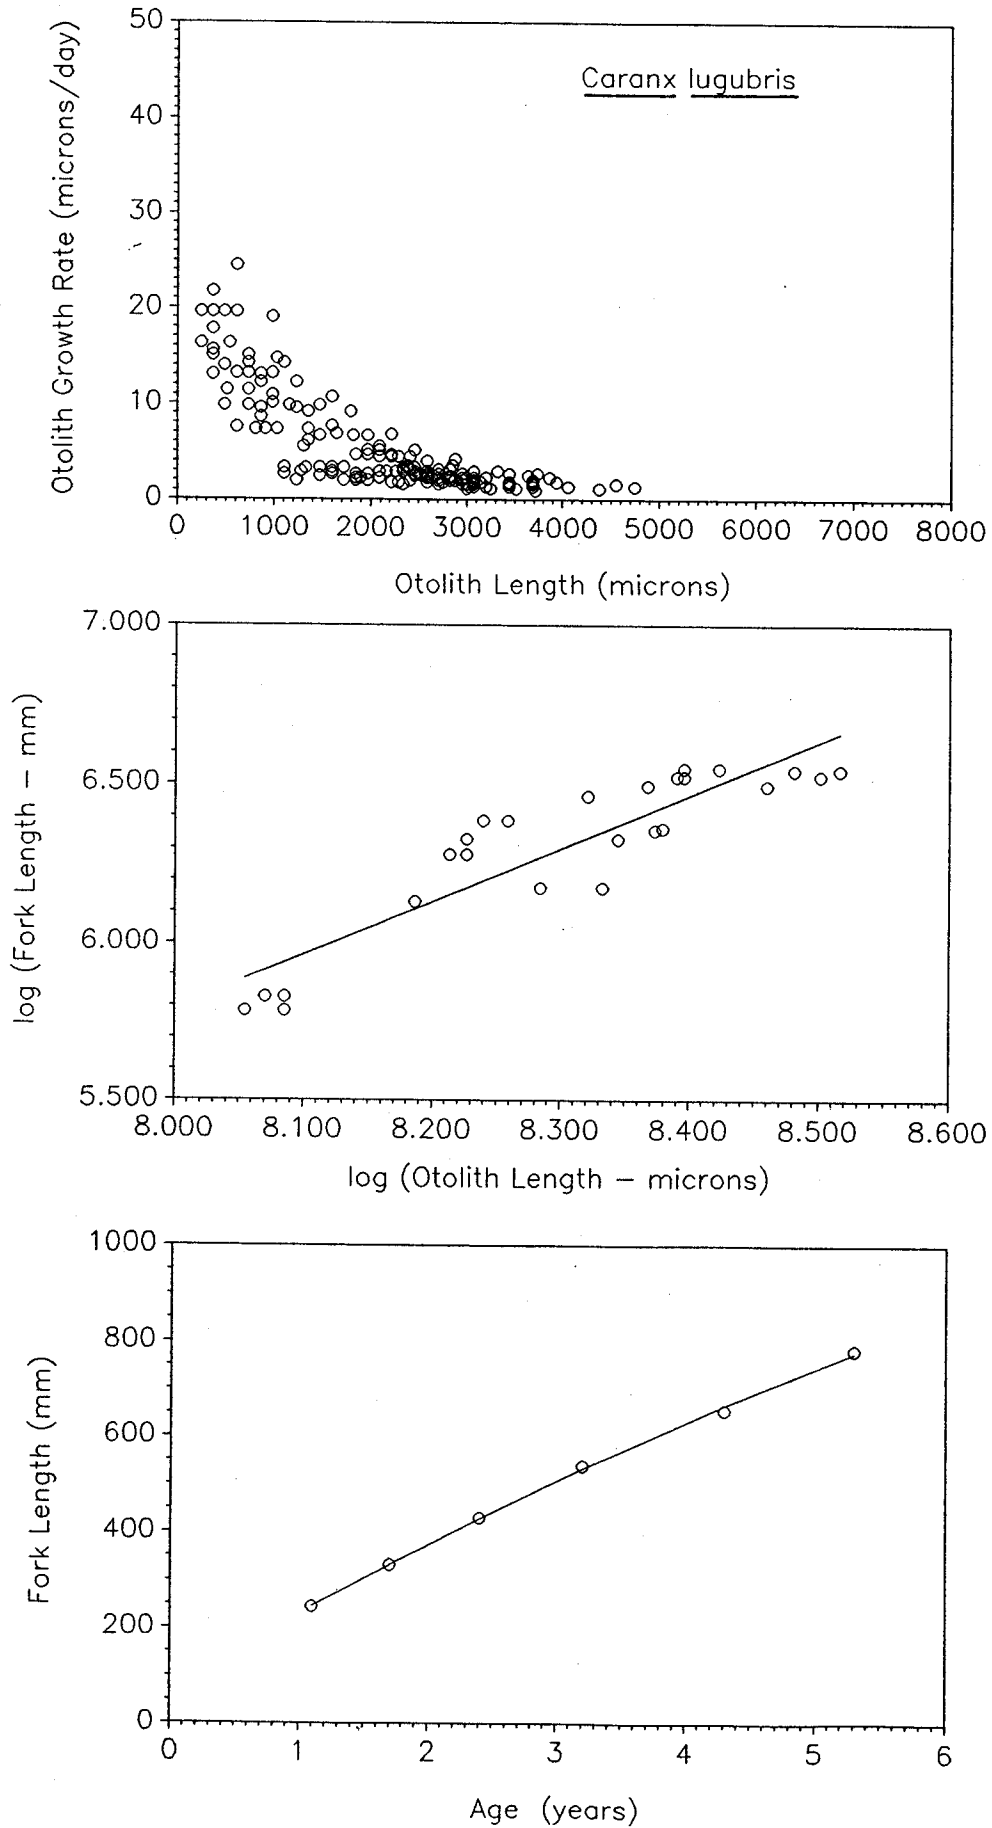 50
Caranx lugubris
40
30
20
10
0
Otolith Growth Rate (microns/day)
0 1000 2000 3000 4000 5000 6000 7000 8000
Otolith Length (microns)
7.000
6.500
6.000
5.500
log (Fork Length – mm)
8.000 8.100 8.200 8.300 8.400 8.500 8.600
log (Otolith Length – microns)
1000
800
600
400
200
0
Fork Length (mm)
0 1 2 3 4 5 6
Age (years)